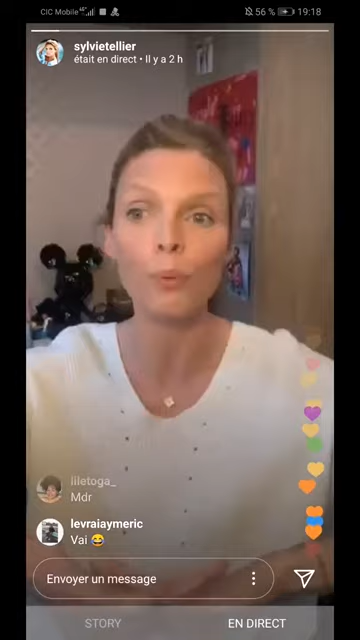 CIC Mobile 4G 56 % 19:18
sylvietellier
était en direct • Il y a 2 h
liletoga_
Mdr
levraiaymeric
Vai 😂
Envoyer un message
STORY EN DIRECT